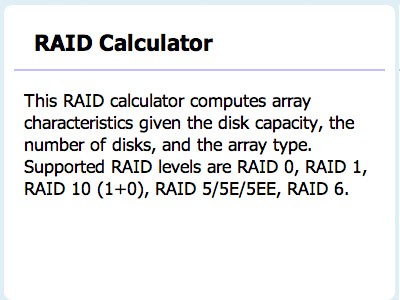 RAID Calculator
This RAID calculator computes array
characteristics given the disk capacity, the
number of disks, and the array type.
Supported RAID levels are RAID 0, RAID 1,
RAID 10 (1+0), RAID 5/5E/5EE, RAID 6.